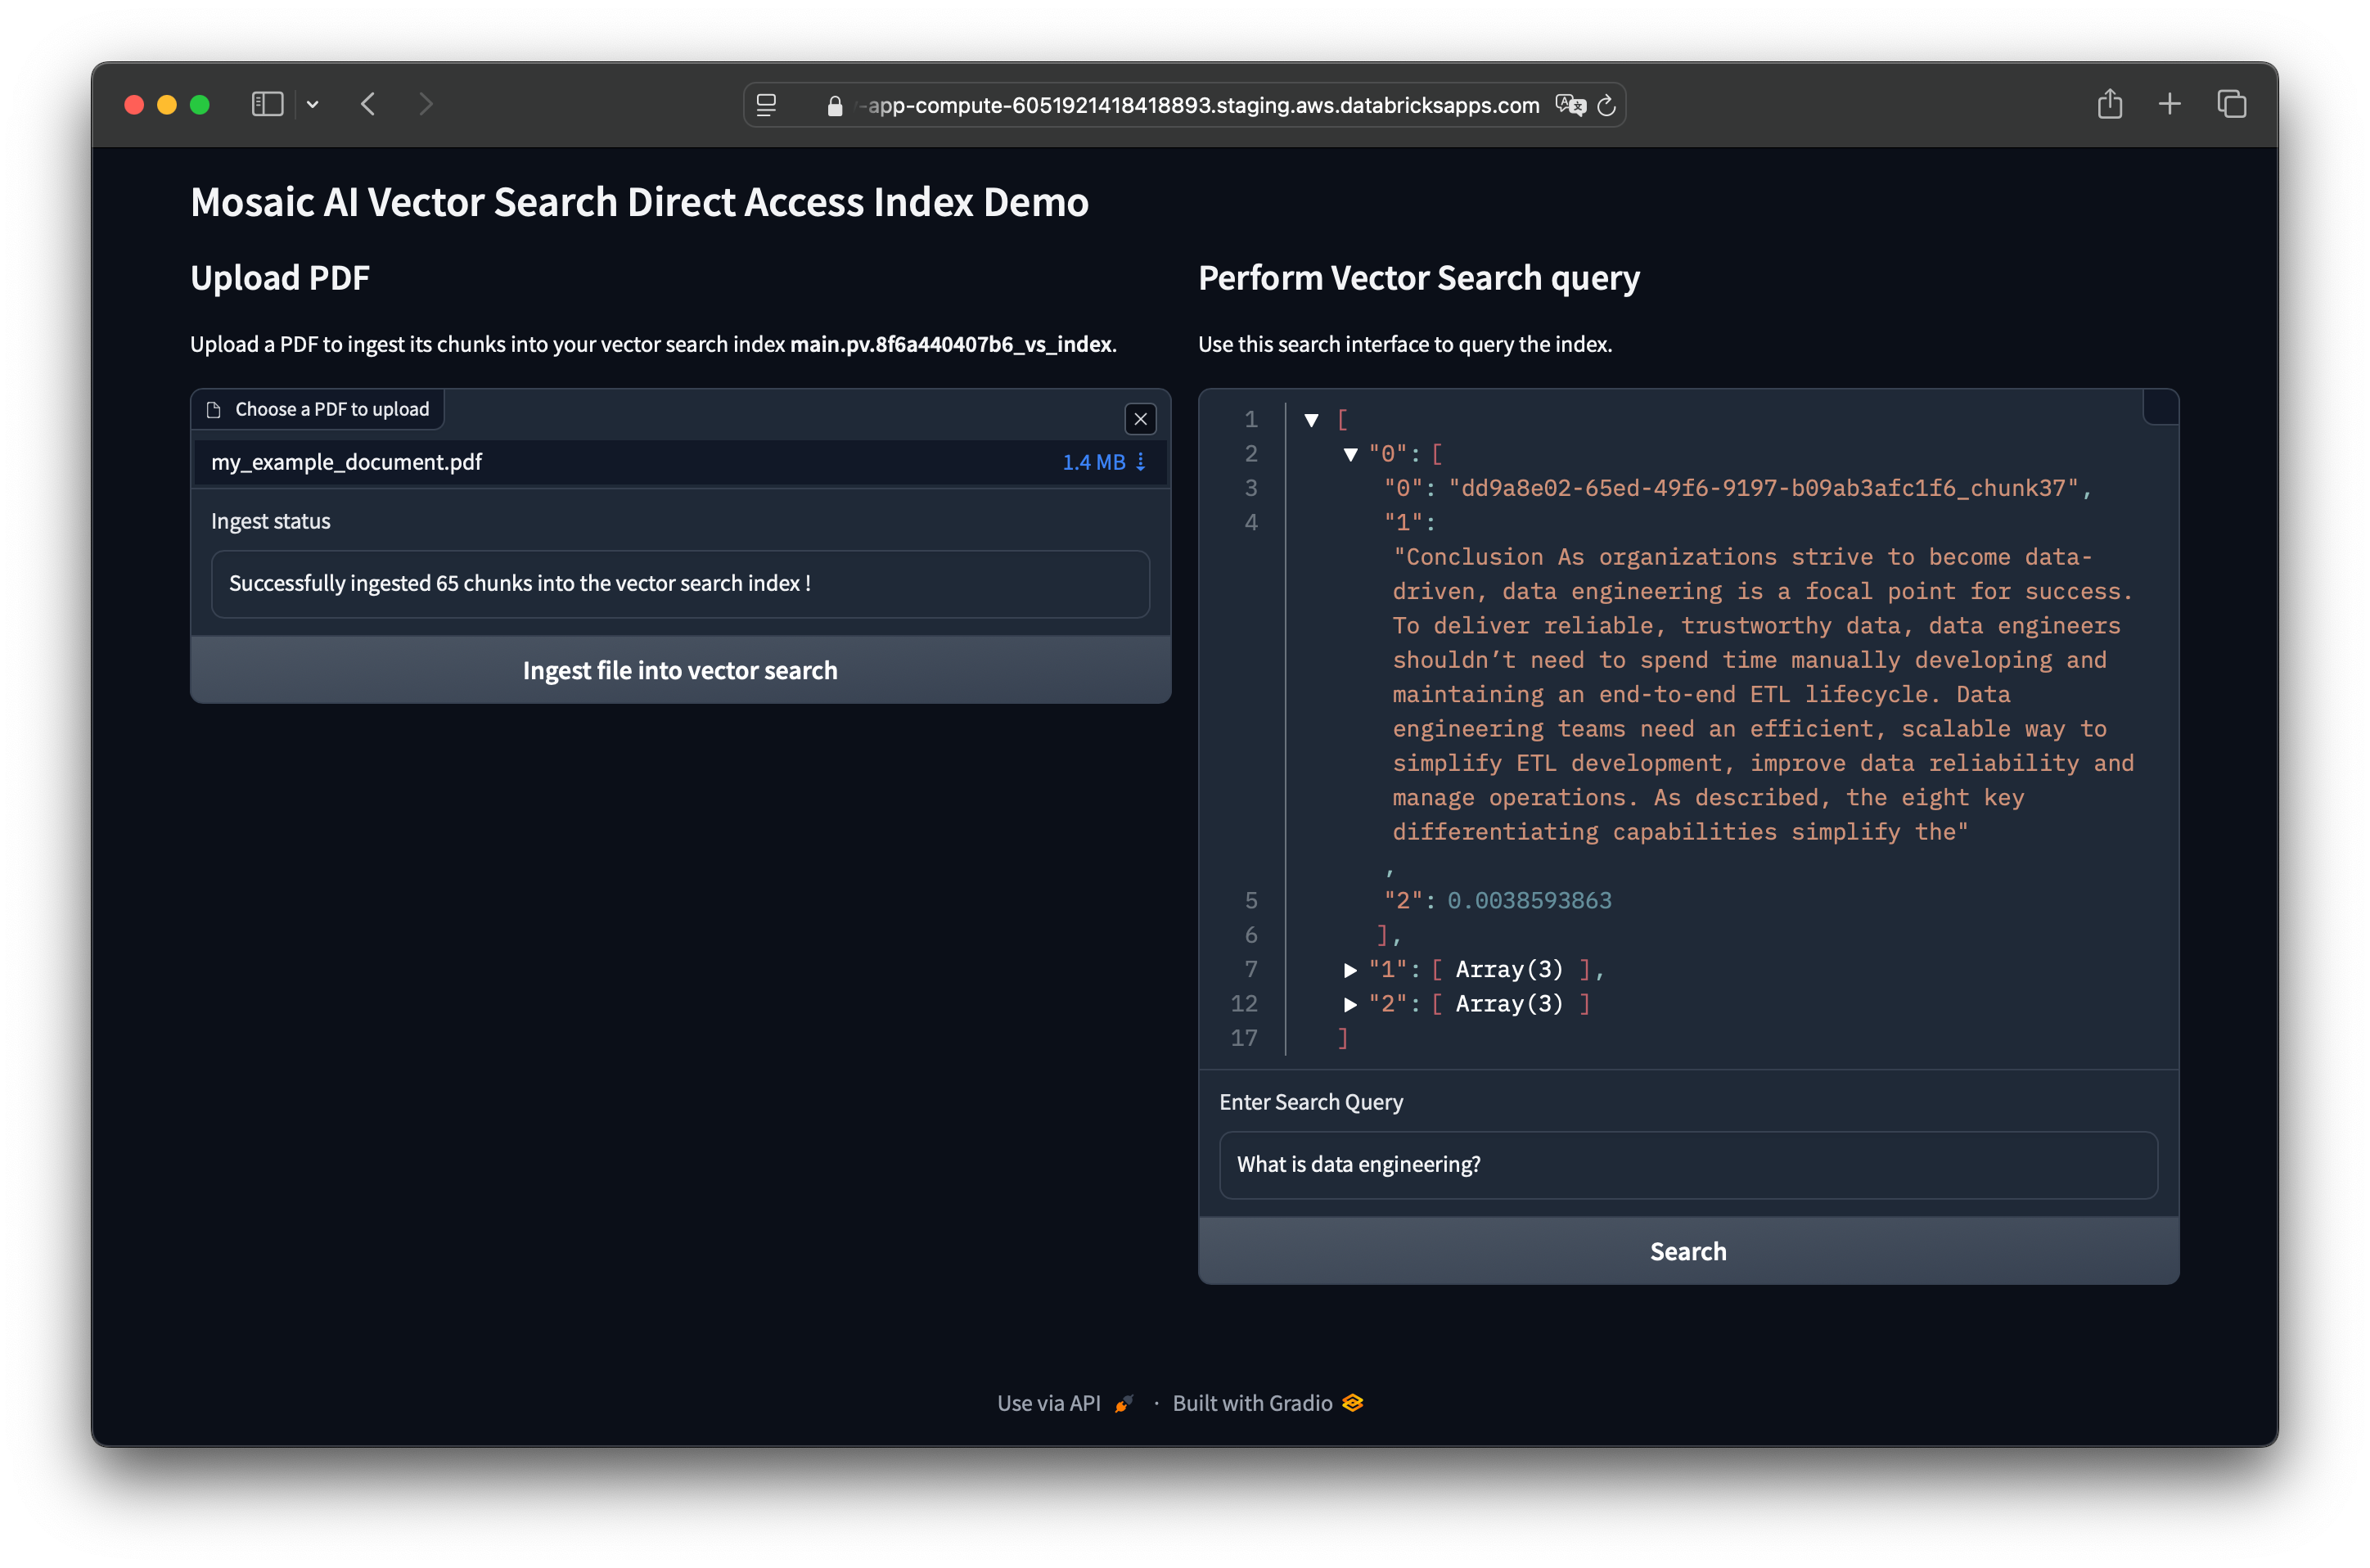 -app-compute-6051921418418893.staging.aws.databricksapps.com
Mosaic AI Vector Search Direct Access Index Demo
Upload PDF
Upload a PDF to ingest its chunks into your vector search index main.pv.8f6a440407b6_vs_index.
Choose a PDF to upload
my_example_document.pdf 1.4 MB ⇣
Ingest status
Successfully ingested 65 chunks into the vector search index !
Ingest file into vector search
Perform Vector Search query
Use this search interface to query the index.
1 ▼ [
2 ▼ "0": [
3 "0": "dd9a8e02-65ed-49f6-9197-b09ab3afc1f6_chunk37",
4 "1":
"Conclusion As organizations strive to become data-
driven, data engineering is a focal point for success.
To deliver reliable, trustworthy data, data engineers
shouldn’t need to spend time manually developing and
maintaining an end-to-end ETL lifecycle. Data
engineering teams need an efficient, scalable way to
simplify ETL development, improve data reliability and
manage operations. As described, the eight key
differentiating capabilities simplify the"
,
5 "2": 0.0038593863
6 ],
7 ▶ "1": [ Array(3) ],
12 ▶ "2": [ Array(3) ]
17 ]
Enter Search Query
What is data engineering?
Search
Use via API · Built with Gradio